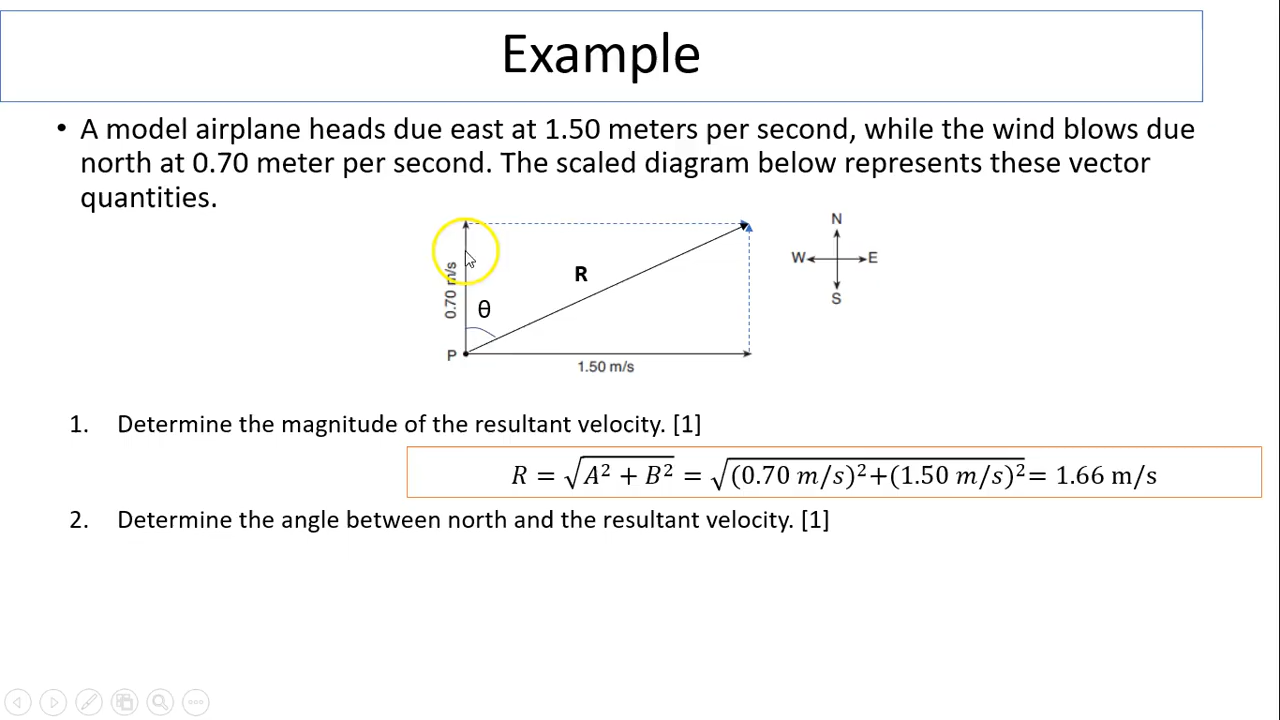 Example
• A model airplane heads due east at 1.50 meters per second, while the wind blows due
north at 0.70 meter per second. The scaled diagram below represents these vector
quantities.
N
W E
S
0.70 m/s
R
θ
P
1.50 m/s
1. Determine the magnitude of the resultant velocity. [1]
R = √A² + B² = √(0.70 m/s)²+(1.50 m/s)²= 1.66 m/s
2. Determine the angle between north and the resultant velocity. [1]